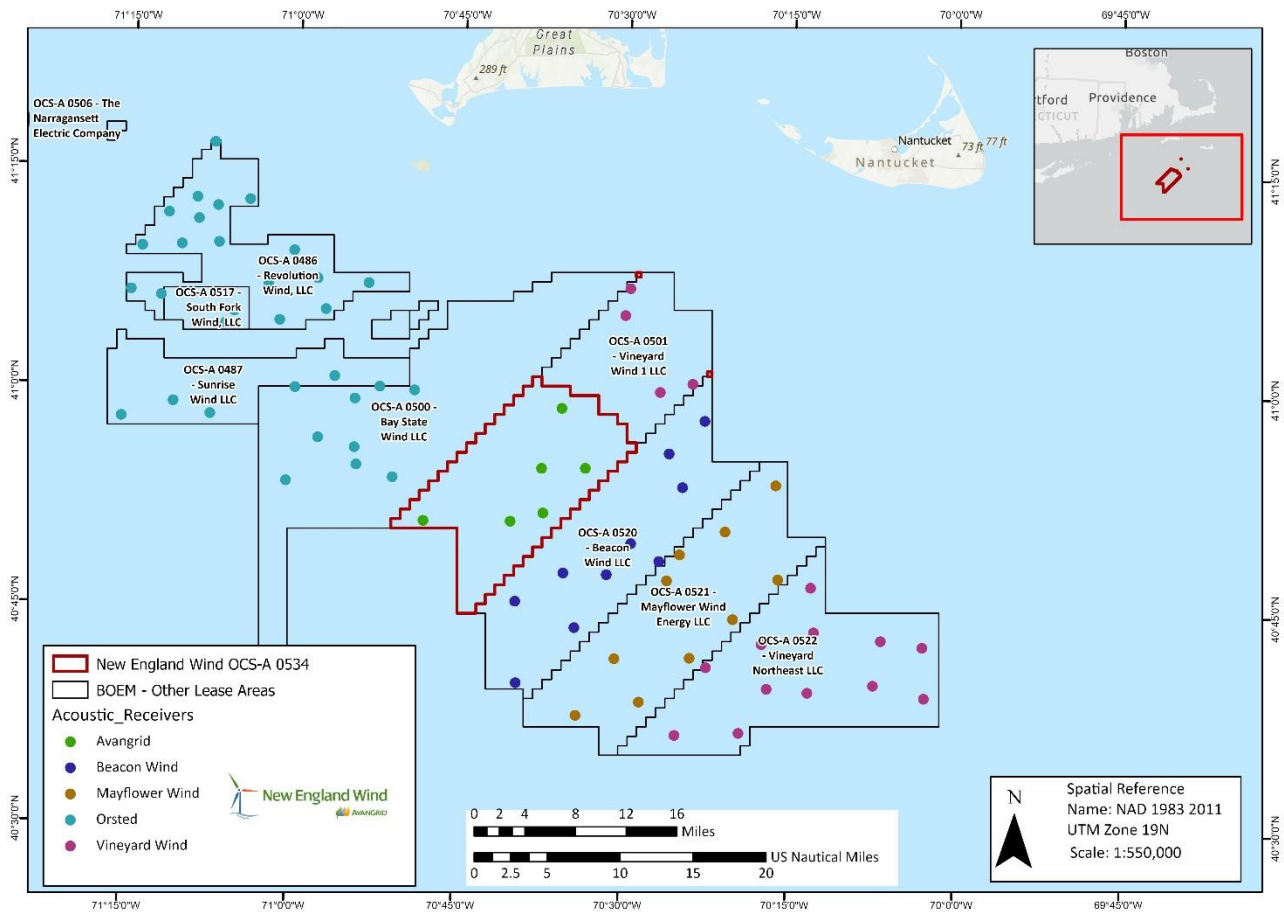 71°15'0"W
71°0'0"W
70°45'0"W
70°30'0"W
70°15'0"W
70°0'0"W
69°45'0"W
Great
Plains
289 ft
Boston
Providence
rtford
CTICUT
OCS-A 0506 - The
Narragansett
Electric Company
Nantucket
73 ft
77 ft
Nantucket
41°15'0"N
41°15'0"N
OCS-A 0486
- Revolution
Wind, LLC
OCS-A 0517 -
South Fork
Wind, LLC
OCS-A 0501
- Vineyard
Wind 1 LLC
OCS-A 0487
- Sunrise
Wind LLC
41°0'0"N
41°0'0"N
OCS-A 0500 -
Bay State
Wind LLC
OCS-A 0520
- Beacon
Wind LLC
OCS-A 0521 -
Mayflower Wind
Energy LLC
40°45'0"N
40°45'0"N
OCS-A 0522
- Vineyard
Northeast LLC
New England Wind OCS-A 0534
BOEM - Other Lease Areas
Acoustic_Receivers
Avangrid
Beacon Wind
Mayflower Wind
Orsted
Vineyard Wind
New England Wind
AVANGRID
0 2 4 8 12 16
Miles
US Nautical Miles
0 2.5 5 10 15 20
N
Spatial Reference
Name: NAD 1983 2011
UTM Zone 19N
Scale: 1:550,000
40°30'0"N
40°30'0"N
71°15'0"W
71°0'0"W
70°45'0"W
70°30'0"W
70°15'0"W
70°0'0"W
69°45'0"W